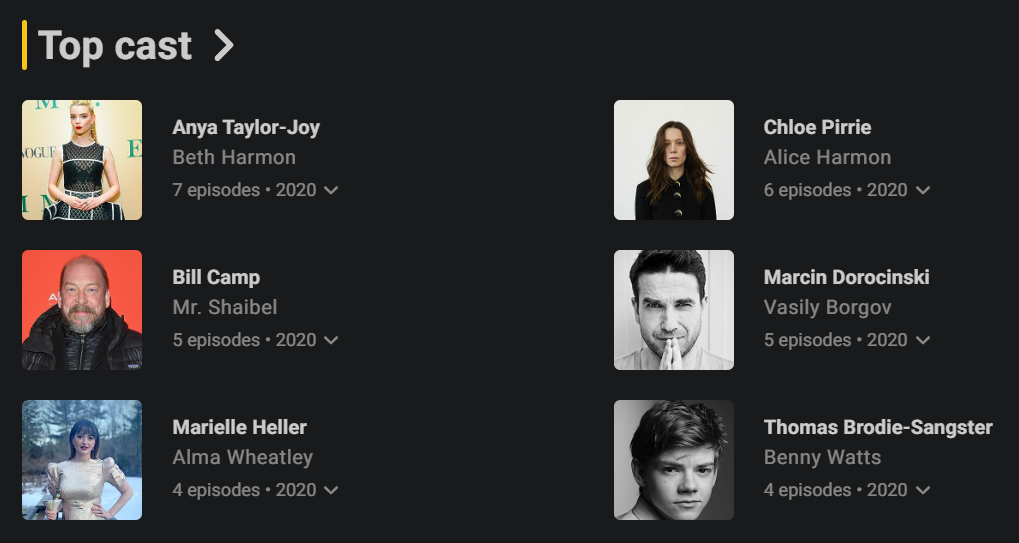 Top cast
Anya Taylor-Joy
Beth Harmon
7 episodes • 2020
Chloe Pirrie
Alice Harmon
6 episodes • 2020
Bill Camp
Mr. Shaibel
5 episodes • 2020
Marcin Dorocinski
Vasily Borgov
5 episodes • 2020
Marielle Heller
Alma Wheatley
4 episodes • 2020
Thomas Brodie-Sangster
Benny Watts
4 episodes • 2020